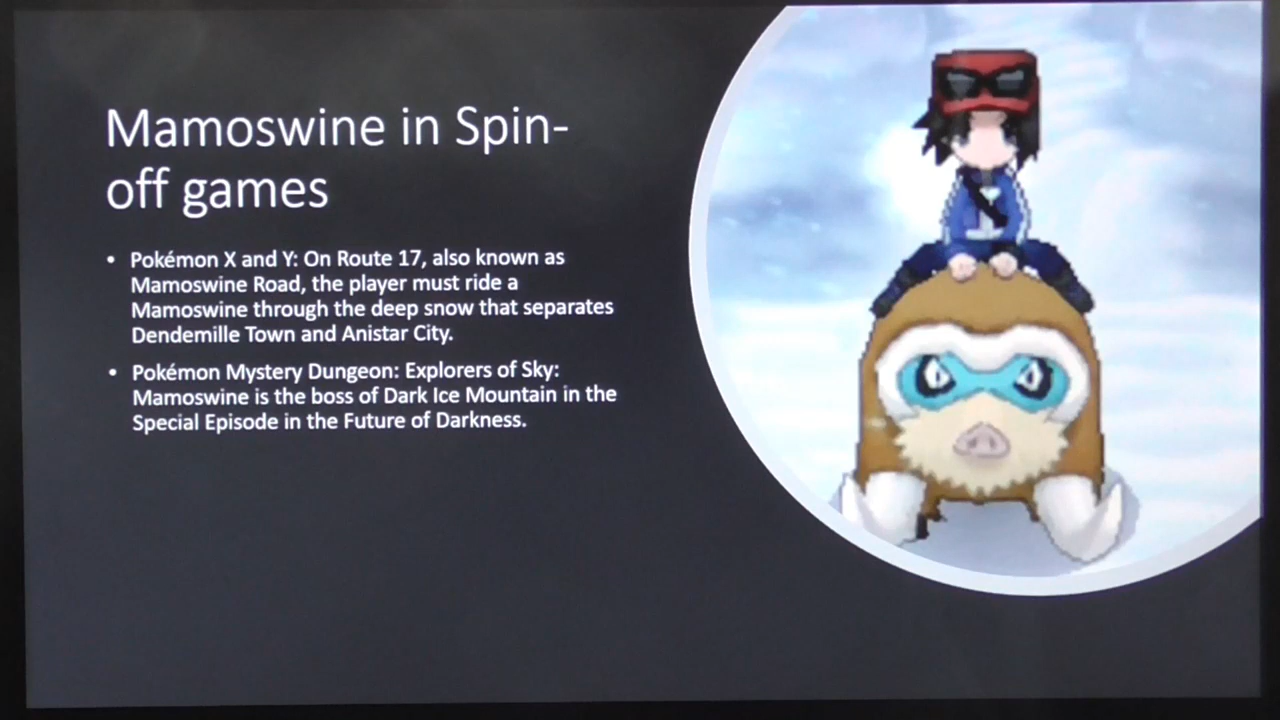 Mamoswine in Spin-
off games
• Pokémon X and Y: On Route 17, also known as
Mamoswine Road, the player must ride a
Mamoswine through the deep snow that separates
Dendemille Town and Anistar City.
• Pokémon Mystery Dungeon: Explorers of Sky:
Mamoswine is the boss of Dark Ice Mountain in the
Special Episode in the Future of Darkness.